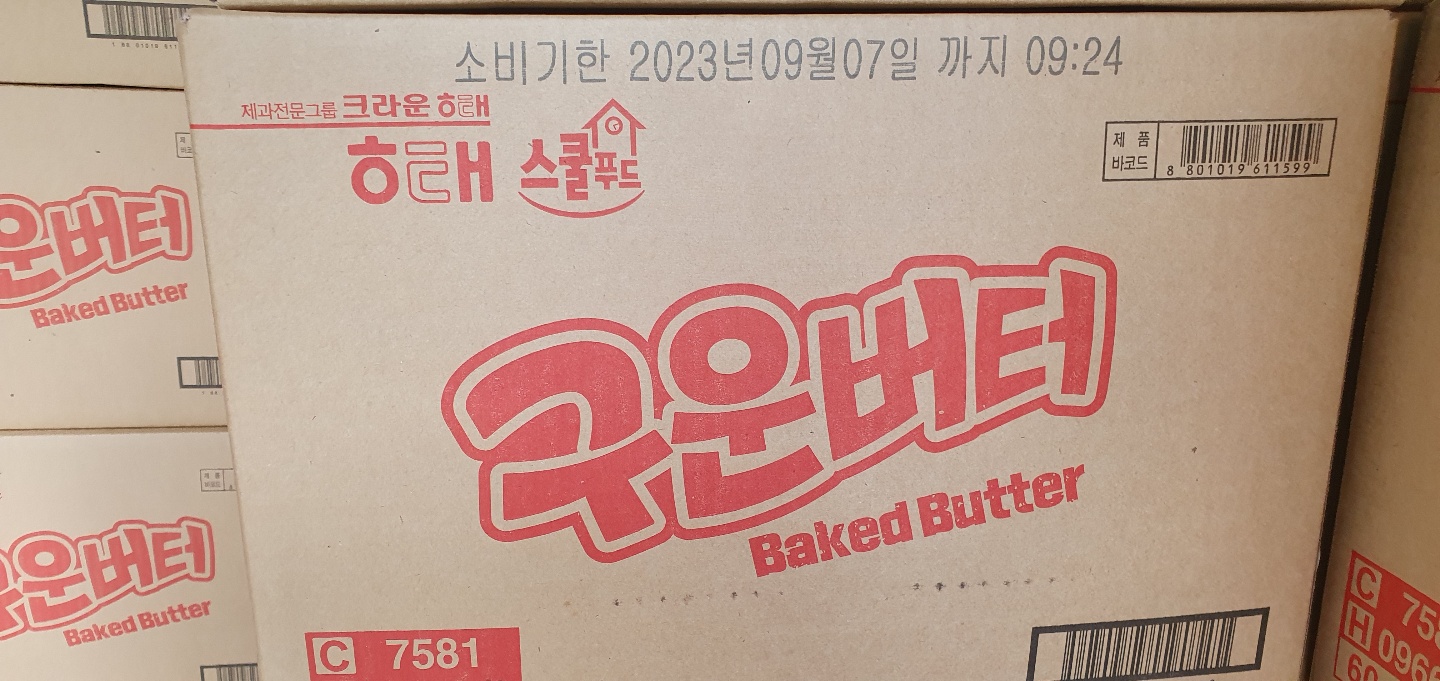 소비기한 2023년09월07일 까지 09:24
제과전문그룹 크라운 해태
해태 스쿨푸드
제 품
바코드
8 801019 611599
구운버터
Baked Butter
C 7581
운버터
Baked Butter
운버터
Baked Butter
C 75
H 096
60